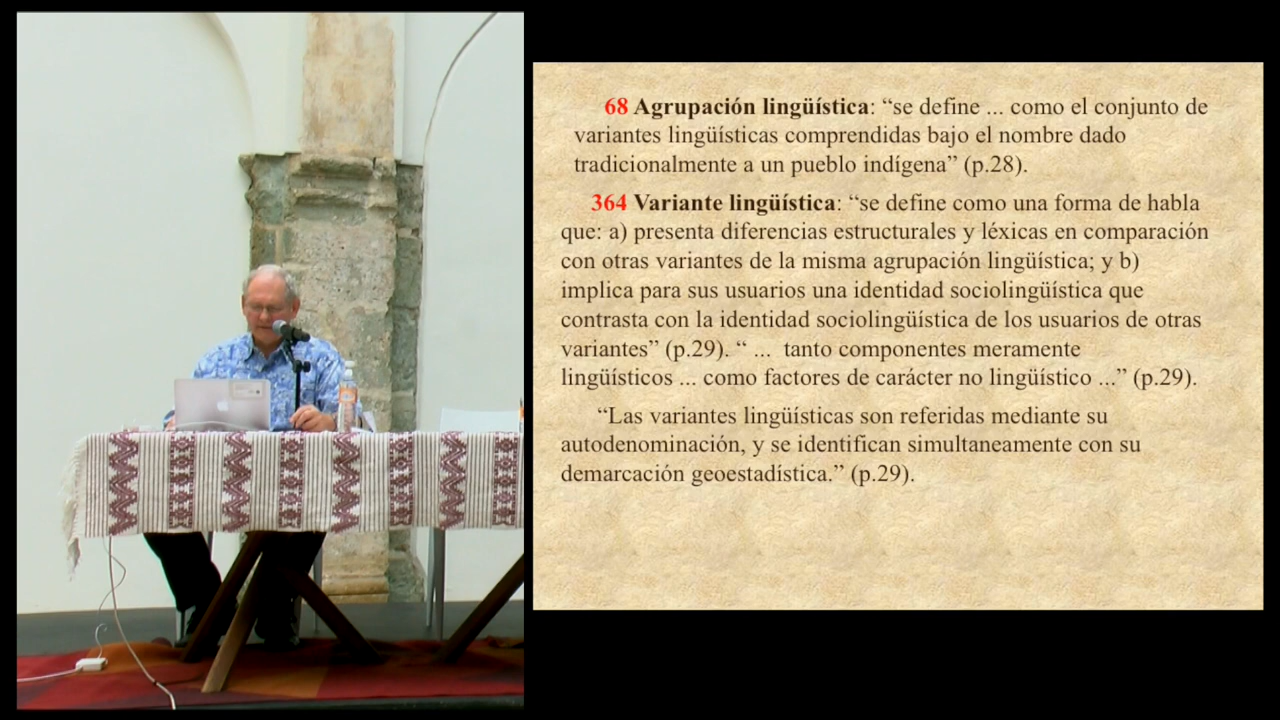 68 Agrupación lingüística: “se define ... como el conjunto de
variantes lingüísticas comprendidas bajo el nombre dado
tradicionalmente a un pueblo indígena” (p.28).
364 Variante lingüística: “se define como una forma de habla
que: a) presenta diferencias estructurales y léxicas en comparación
con otras variantes de la misma agrupación lingüística; y b)
implica para sus usuarios una identidad sociolingüística que
contrasta con la identidad sociolingüística de los usuarios de otras
variantes” (p.29). “ ... tanto componentes meramente
lingüísticos ... como factores de carácter no lingüístico ...” (p.29).
“Las variantes lingüísticas son referidas mediante su
autodenominación, y se identifican simultaneamente con su
demarcación geoestadística.” (p.29).